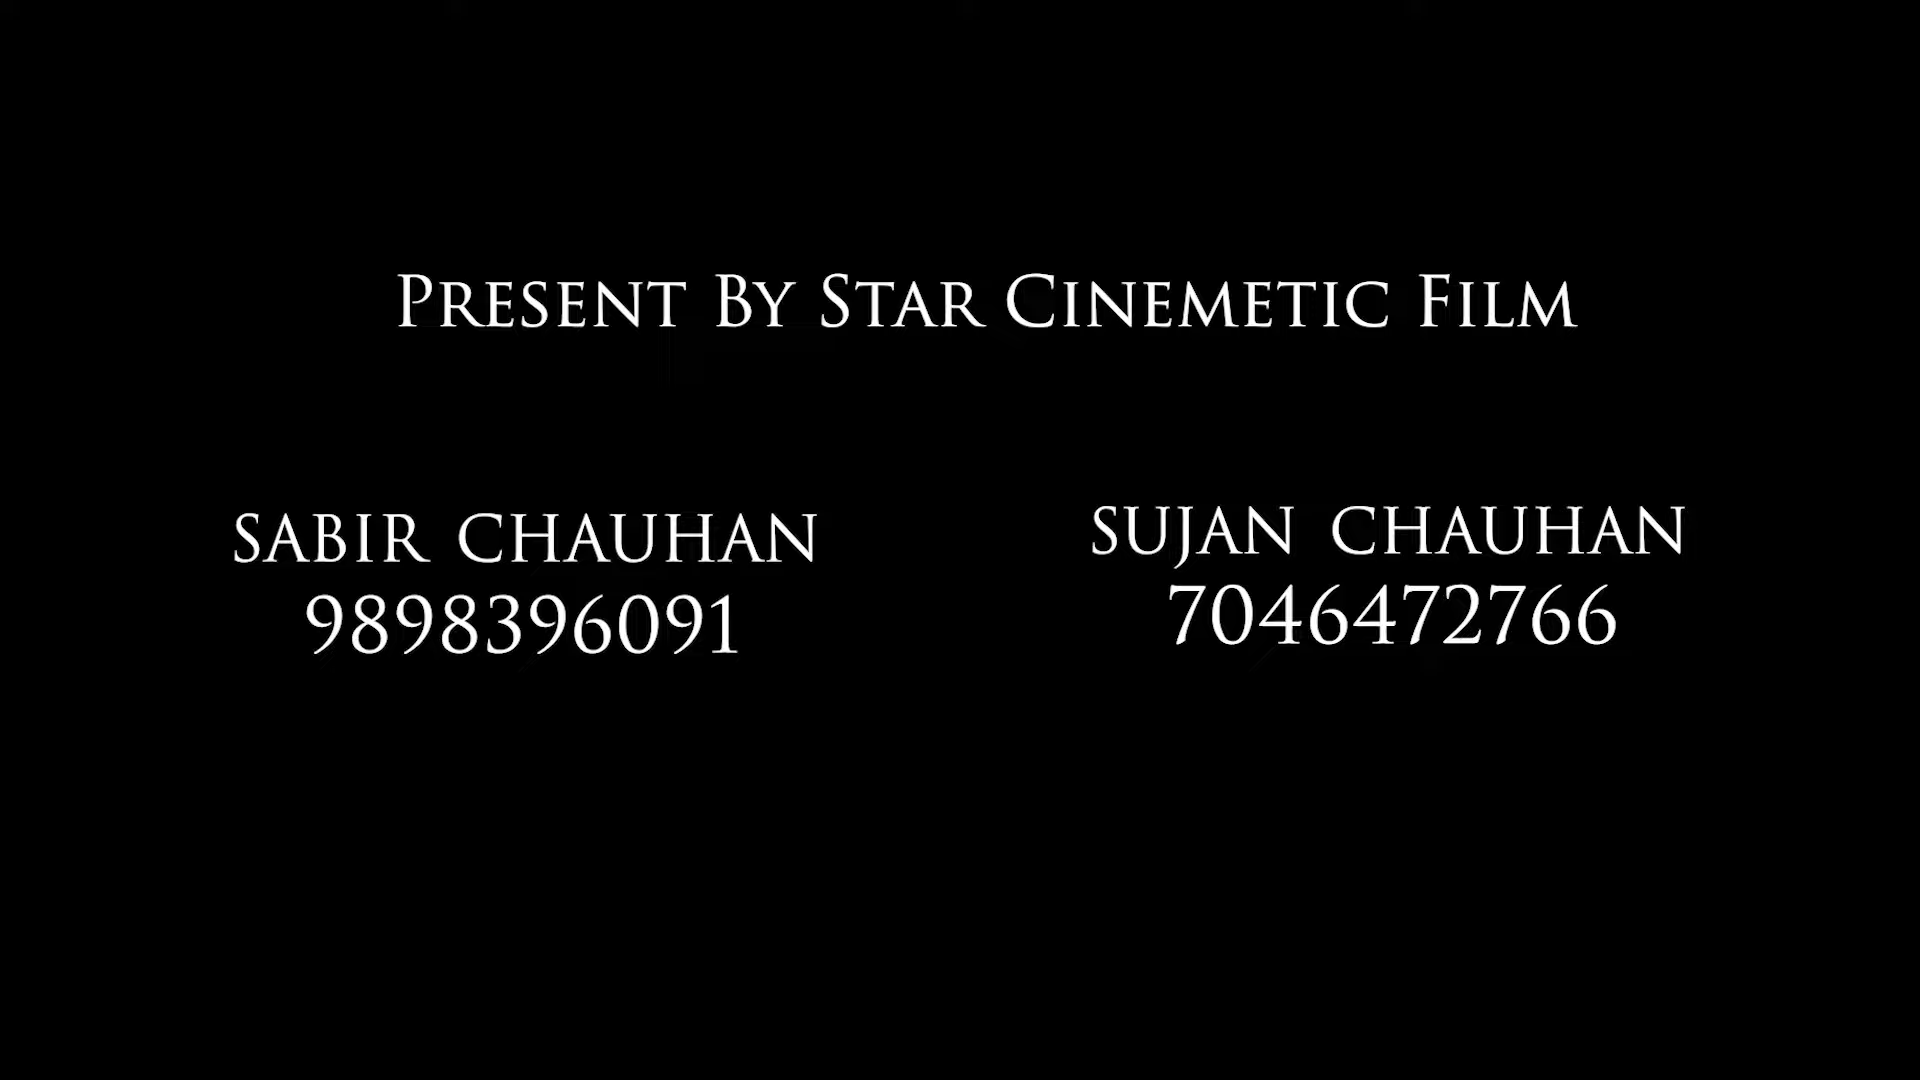 Present By Star Cinemetic Film
SABIR CHAUHAN
9898396091
SUJAN CHAUHAN
7046472766